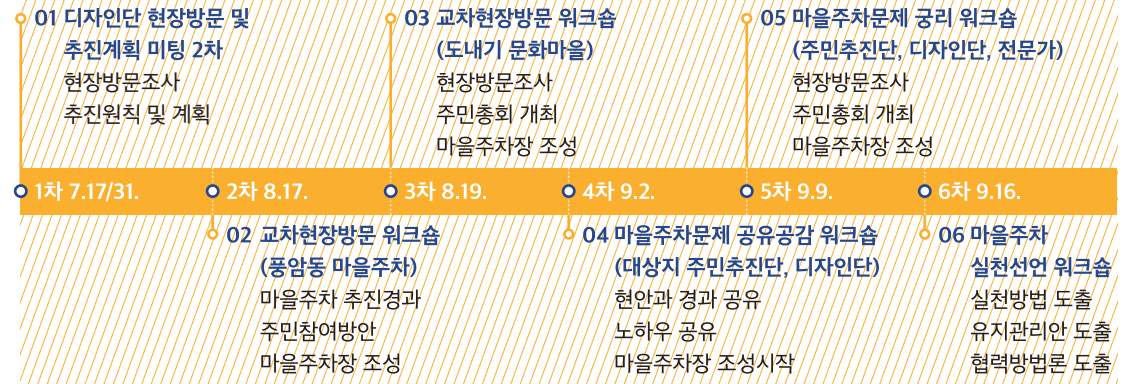 01 디자인단 현장방문 및
추진계획 미팅 2차
현장방문조사
추진원칙 및 계획
03 교차현장방문 워크숍
(도내기 문화마을)
현장방문조사
주민총회 개최
마을주차장 조성
05 마을주차문제 궁리 워크숍
(주민추진단, 디자인단, 전문가)
현장방문조사
주민총회 개최
마을주차장 조성
1차 7.17/31.
2차 8.17.
3차 8.19.
4차 9.2.
5차 9.9.
6차 9.16.
02 교차현장방문 워크숍
(풍암동 마을주차)
마을주차 추진경과
주민참여방안
마을주차장 조성
04 마을주차문제 공유공감 워크숍
(대상지 주민추진단, 디자인단)
현안과 경과 공유
노하우 공유
마을주차장 조성시작
06 마을주차
실천선언 워크숍
실천방법 도출
유지관리안 도출
협력방법론 도출